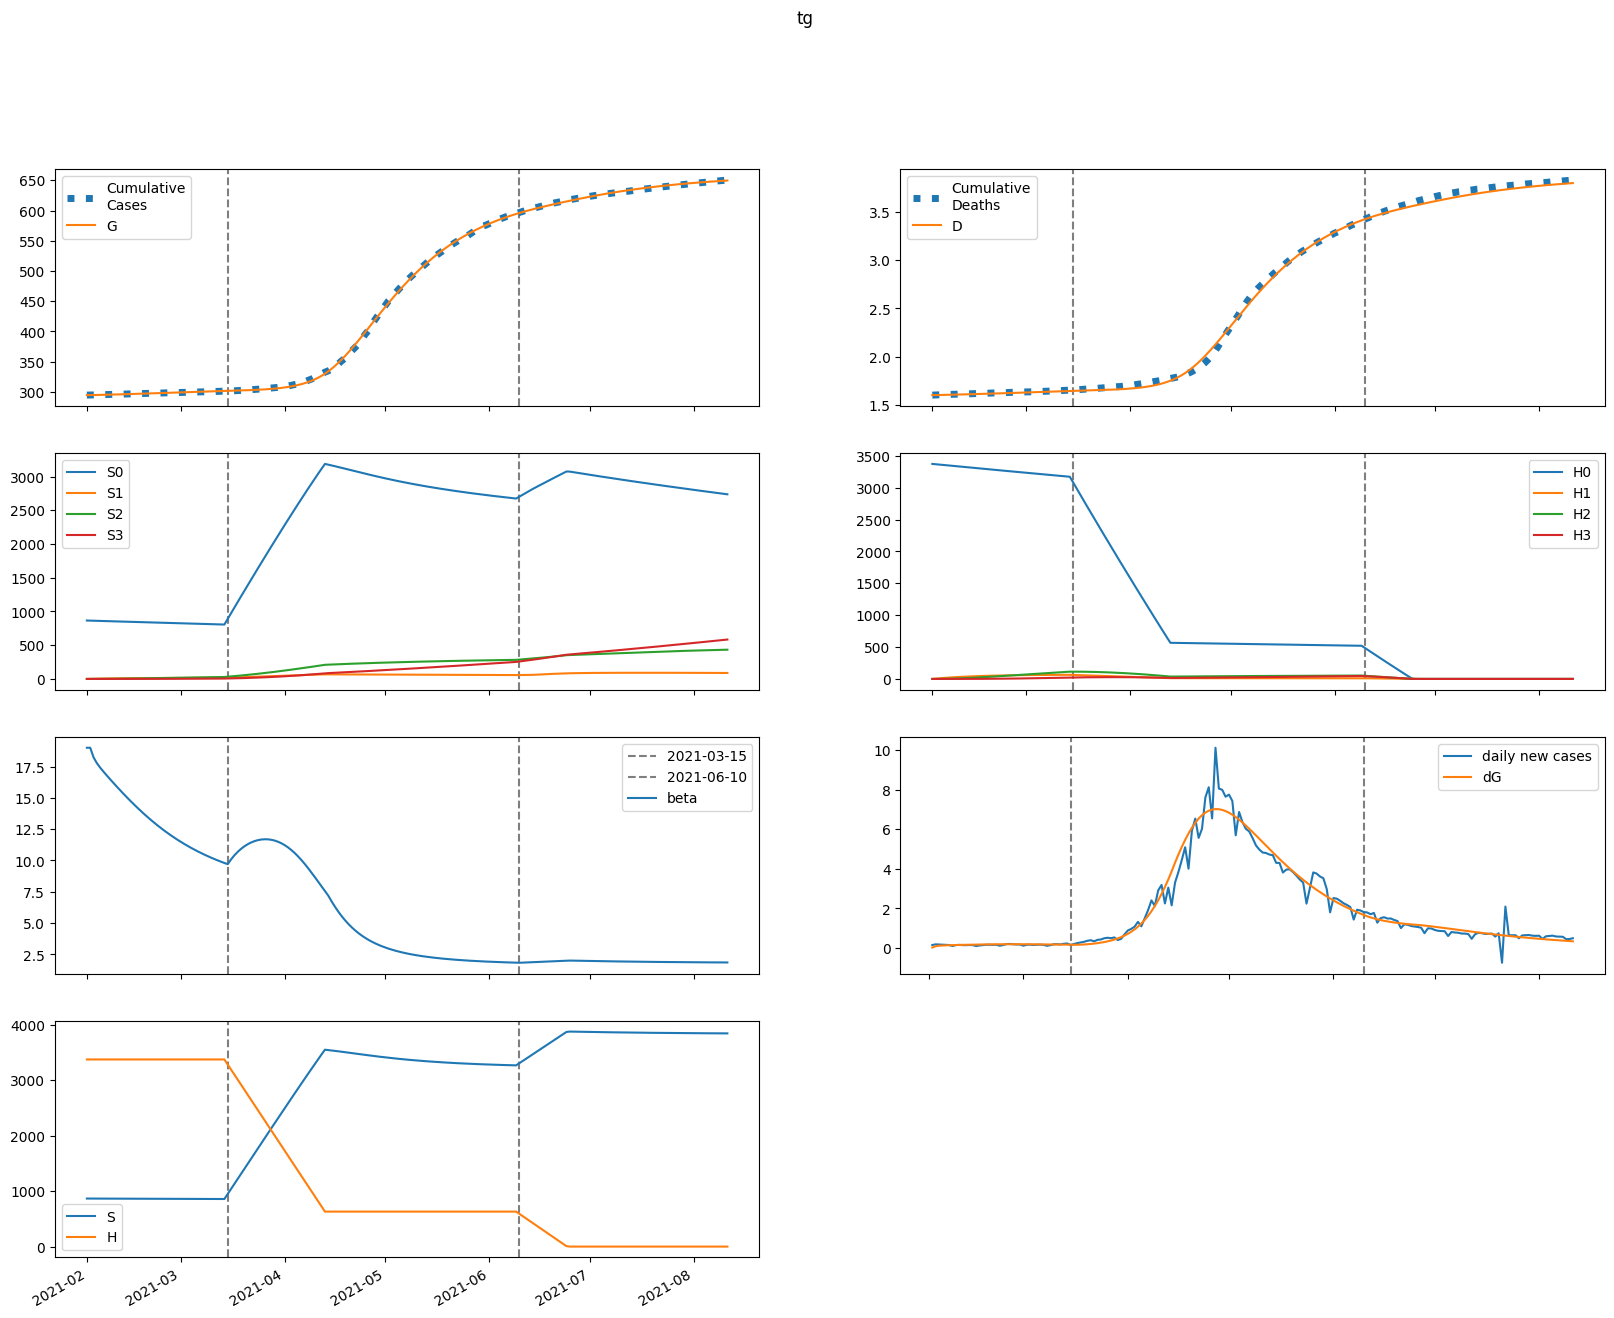 tg
650
600
550
500
450
400
350
300
Cumulative
Cases
G
3.5
3.0
2.5
2.0
1.5
Cumulative
Deaths
D
3000
2500
2000
1500
1000
500
0
S0
S1
S2
S3
3500
3000
2500
2000
1500
1000
500
0
H0
H1
H2
H3
17.5
15.0
12.5
10.0
7.5
5.0
2.5
2021-03-15
2021-06-10
beta
10
8
6
4
2
0
daily new cases
dG
4000
3000
2000
1000
0
S
H
2021-02
2021-03
2021-04
2021-05
2021-06
2021-07
2021-08